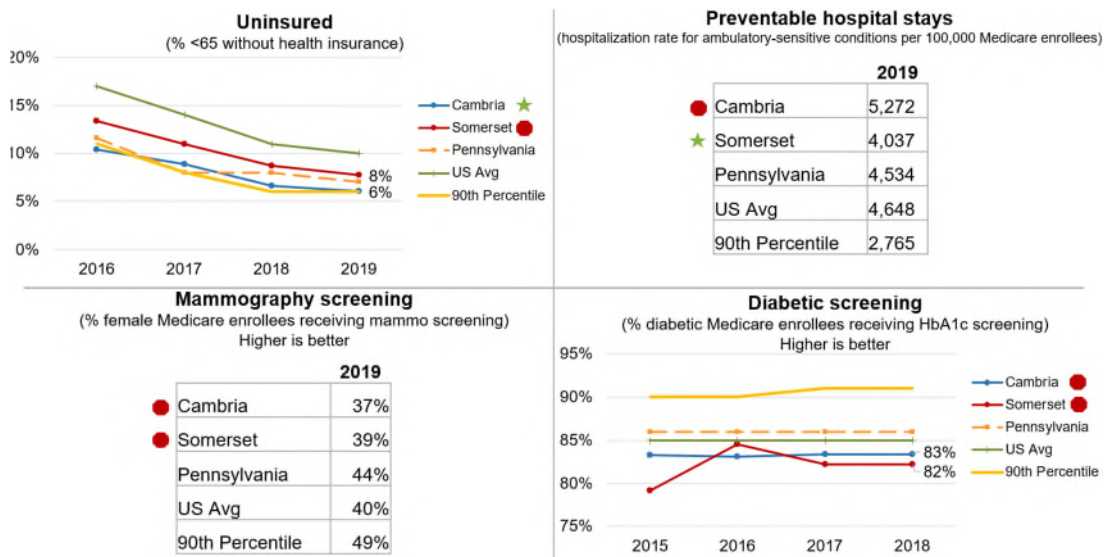 Uninsured
(% <65 without health insurance)
20%
15%
10%
5%
0%
2016 2017 2018 2019
8%
6%
Cambria
Somerset
Pennsylvania
US Avg
90th Percentile
Preventable hospital stays
(hospitalization rate for ambulatory-sensitive conditions per 100,000 Medicare enrollees)
2019
Cambria 5,272
Somerset 4,037
Pennsylvania 4,534
US Avg 4,648
90th Percentile 2,765
Mammography screening
(% female Medicare enrollees receiving mammo screening)
Higher is better
2019
Cambria 37%
Somerset 39%
Pennsylvania 44%
US Avg 40%
90th Percentile 49%
Diabetic screening
(% diabetic Medicare enrollees receiving HbA1c screening)
Higher is better
95%
90%
85%
80%
75%
2015 2016 2017 2018
83%
82%
Cambria
Somerset
Pennsylvania
US Avg
90th Percentile